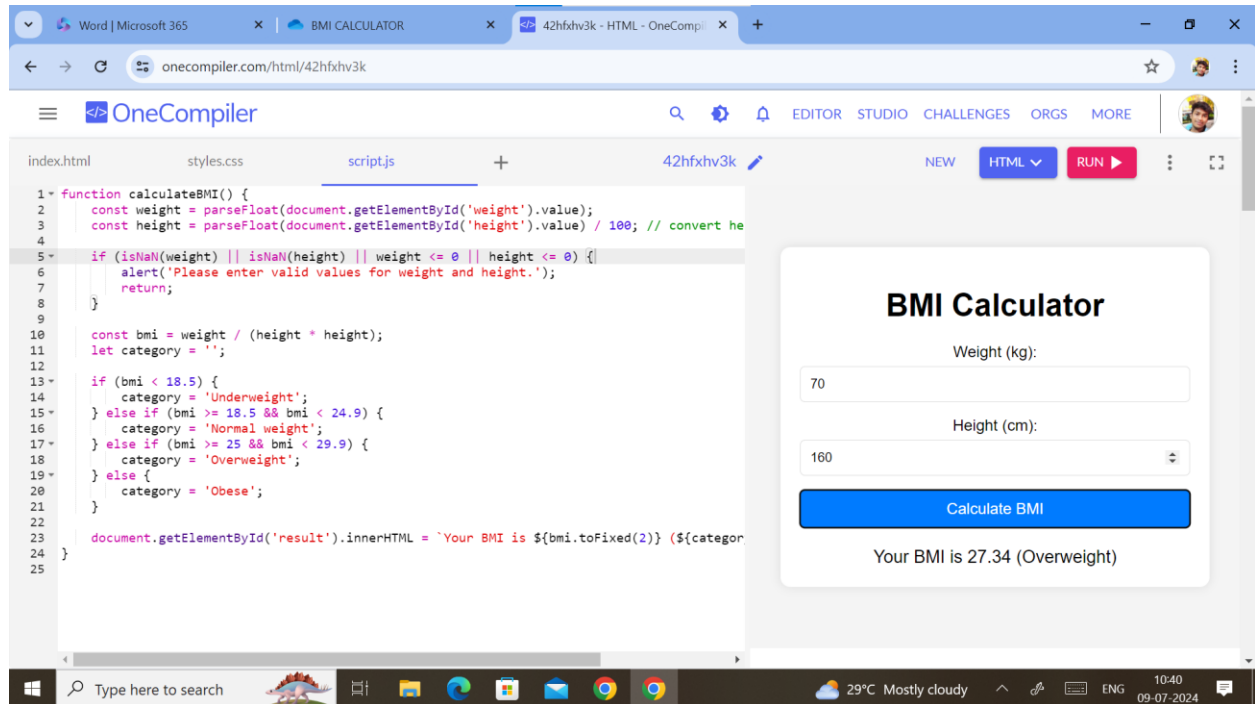 Word | Microsoft 365
BMI CALCULATOR
42hfxhv3k - HTML - OneCompil
onecompiler.com/html/42hfxhv3k
OneCompiler
EDITOR STUDIO CHALLENGES ORGS MORE
index.html styles.css script.js + 42hfxhv3k NEW HTML RUN
1 function calculateBMI() {
2 const weight = parseFloat(document.getElementById('weight').value);
3 const height = parseFloat(document.getElementById('height').value) / 100; // convert he
4
5 if (isNaN(weight) || isNaN(height) || weight <= 0 || height <= 0) {
6 alert('Please enter valid values for weight and height.');
7 return;
8 }
9
10 const bmi = weight / (height * height);
11 let category = '';
12
13 if (bmi < 18.5) {
14 category = 'Underweight';
15 } else if (bmi >= 18.5 && bmi < 24.9) {
16 category = 'Normal weight';
17 } else if (bmi >= 25 && bmi < 29.9) {
18 category = 'Overweight';
19 } else {
20 category = 'Obese';
21 }
22
23 document.getElementById('result').innerHTML = `Your BMI is ${bmi.toFixed(2)} (${categor
24 }
25
BMI Calculator
Weight (kg):
70
Height (cm):
160
Calculate BMI
Your BMI is 27.34 (Overweight)
Type here to search
29°C Mostly cloudy
ENG
10:40
09-07-2024